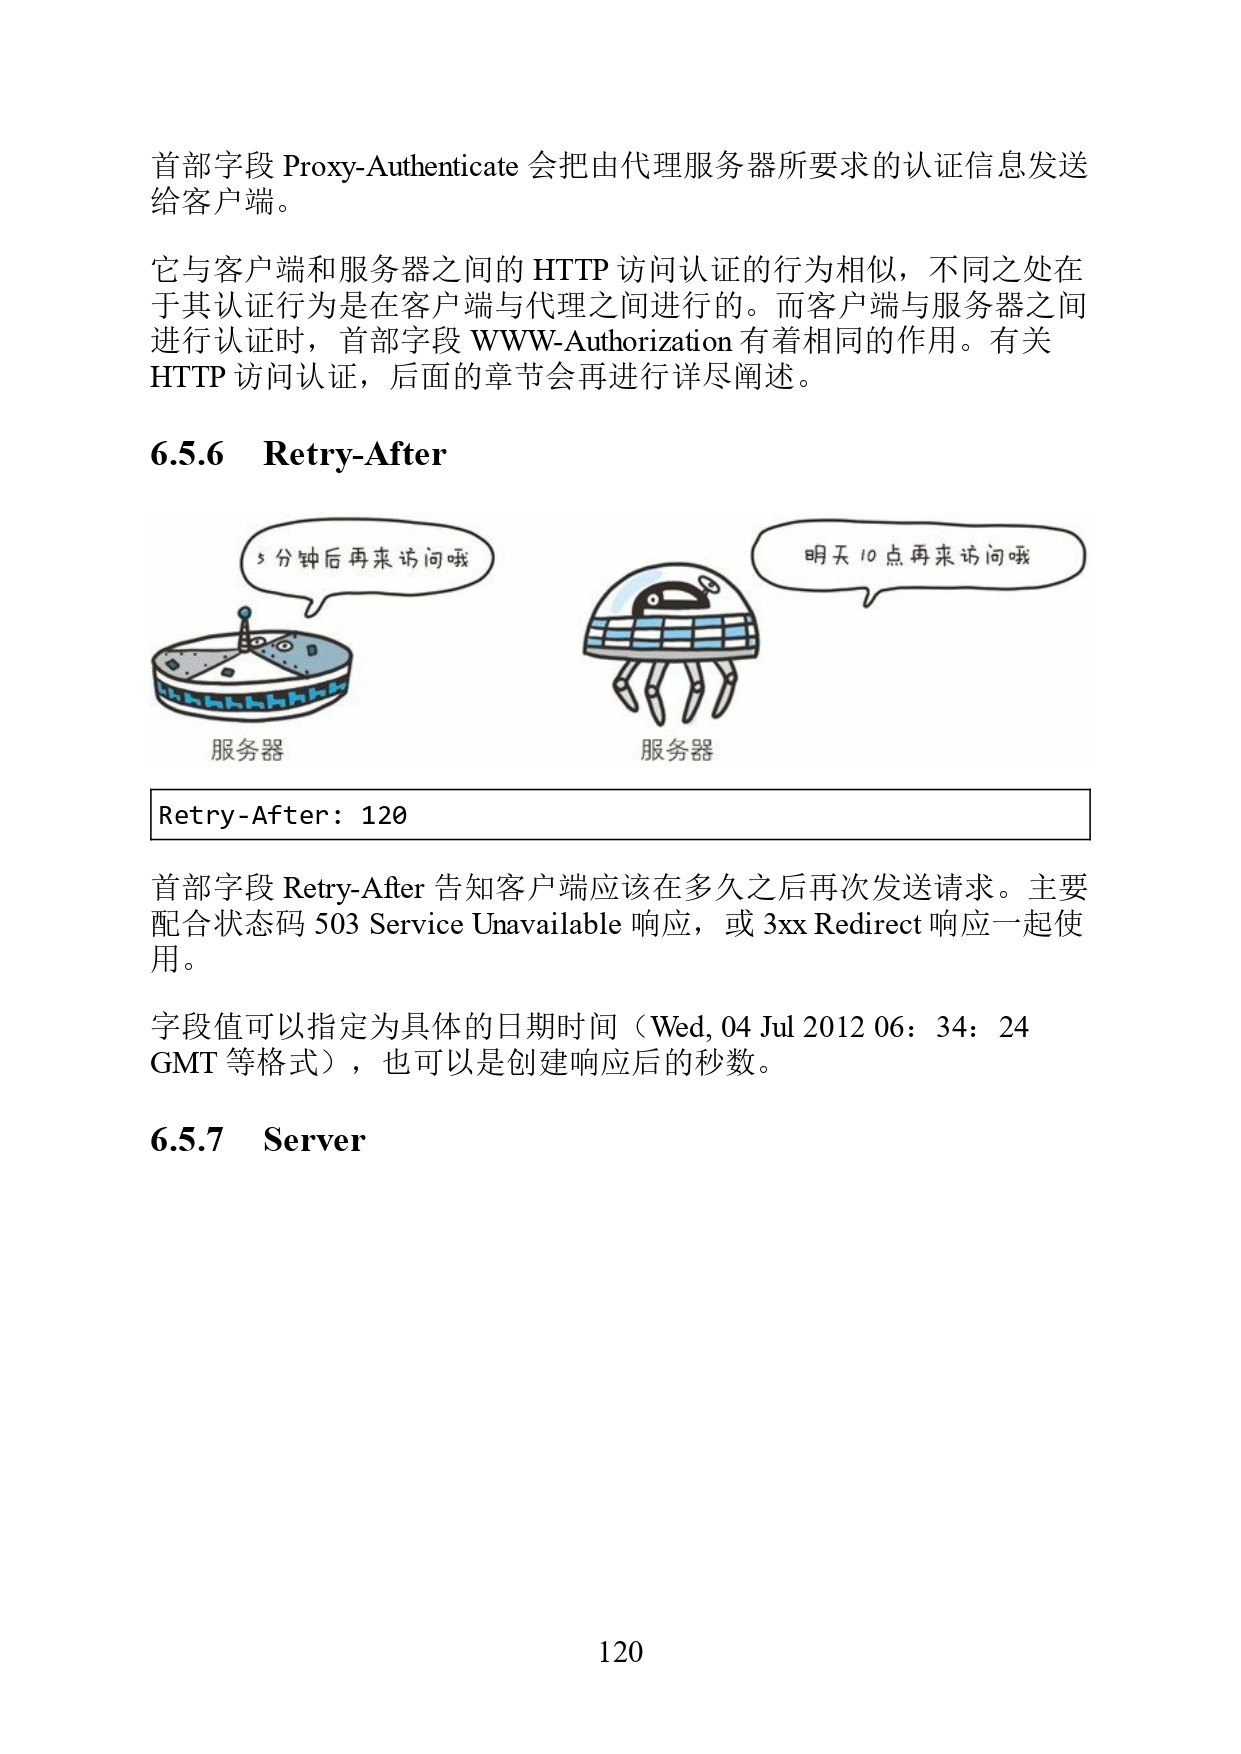 首部字段 Proxy-Authenticate 会把由代理服务器所要求的认证信息发送
给客户端。
它与客户端和服务器之间的 HTTP 访问认证的行为相似，不同之处在
于其认证行为是在客户端与代理之间进行的。而客户端与服务器之间
进行认证时，首部字段 WWW-Authorization 有着相同的作用。有关
HTTP 访问认证，后面的章节会再进行详尽阐述。
6.5.6 Retry-After
5分钟后再来访问哦
明天10点再来访问哦
服务器
服务器
Retry-After: 120
首部字段 Retry-After 告知客户端应该在多久之后再次发送请求。主要
配合状态码 503 Service Unavailable 响应，或 3xx Redirect 响应一起使
用。
字段值可以指定为具体的日期时间（Wed, 04 Jul 2012 06：34：24
GMT 等格式），也可以是创建响应后的秒数。
6.5.7 Server
120